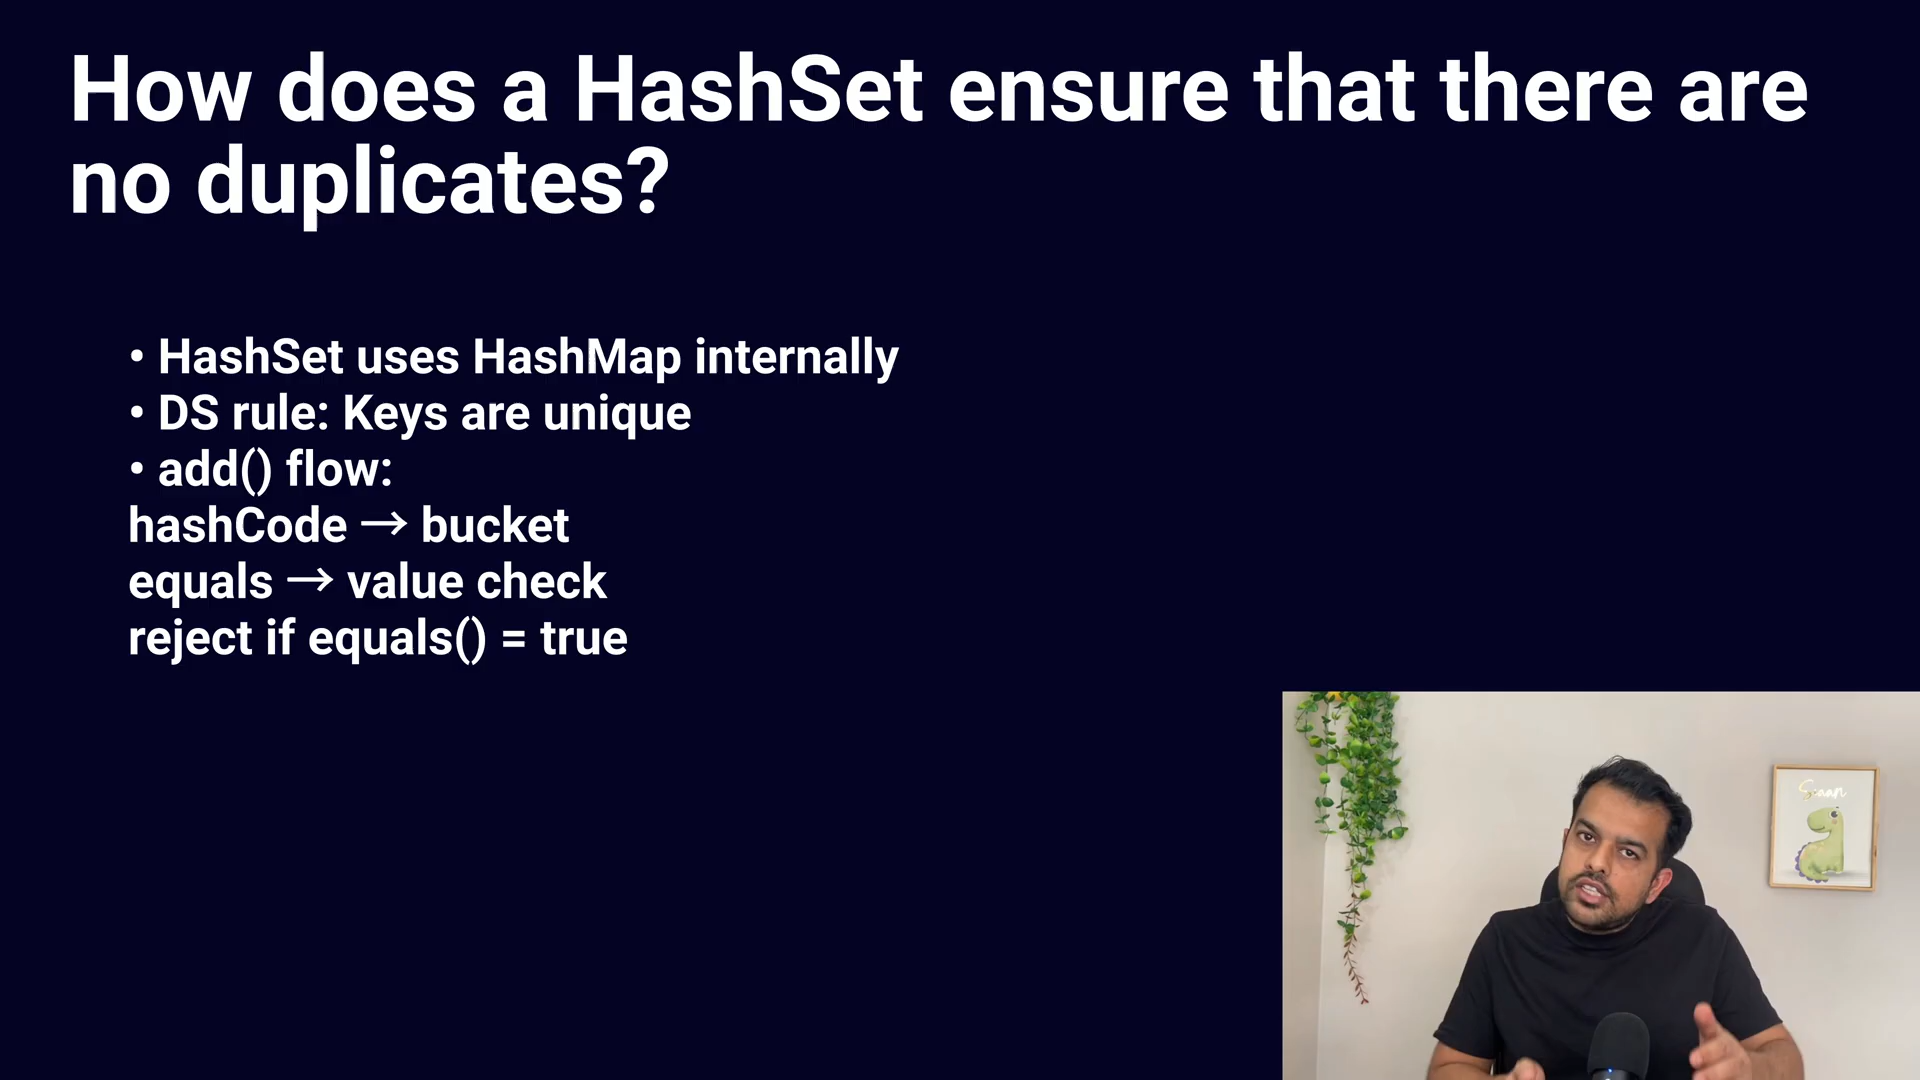 How does a HashSet ensure that there are
no duplicates?
• HashSet uses HashMap internally
• DS rule: Keys are unique
• add() flow:
hashCode → bucket
equals → value check
reject if equals() = true